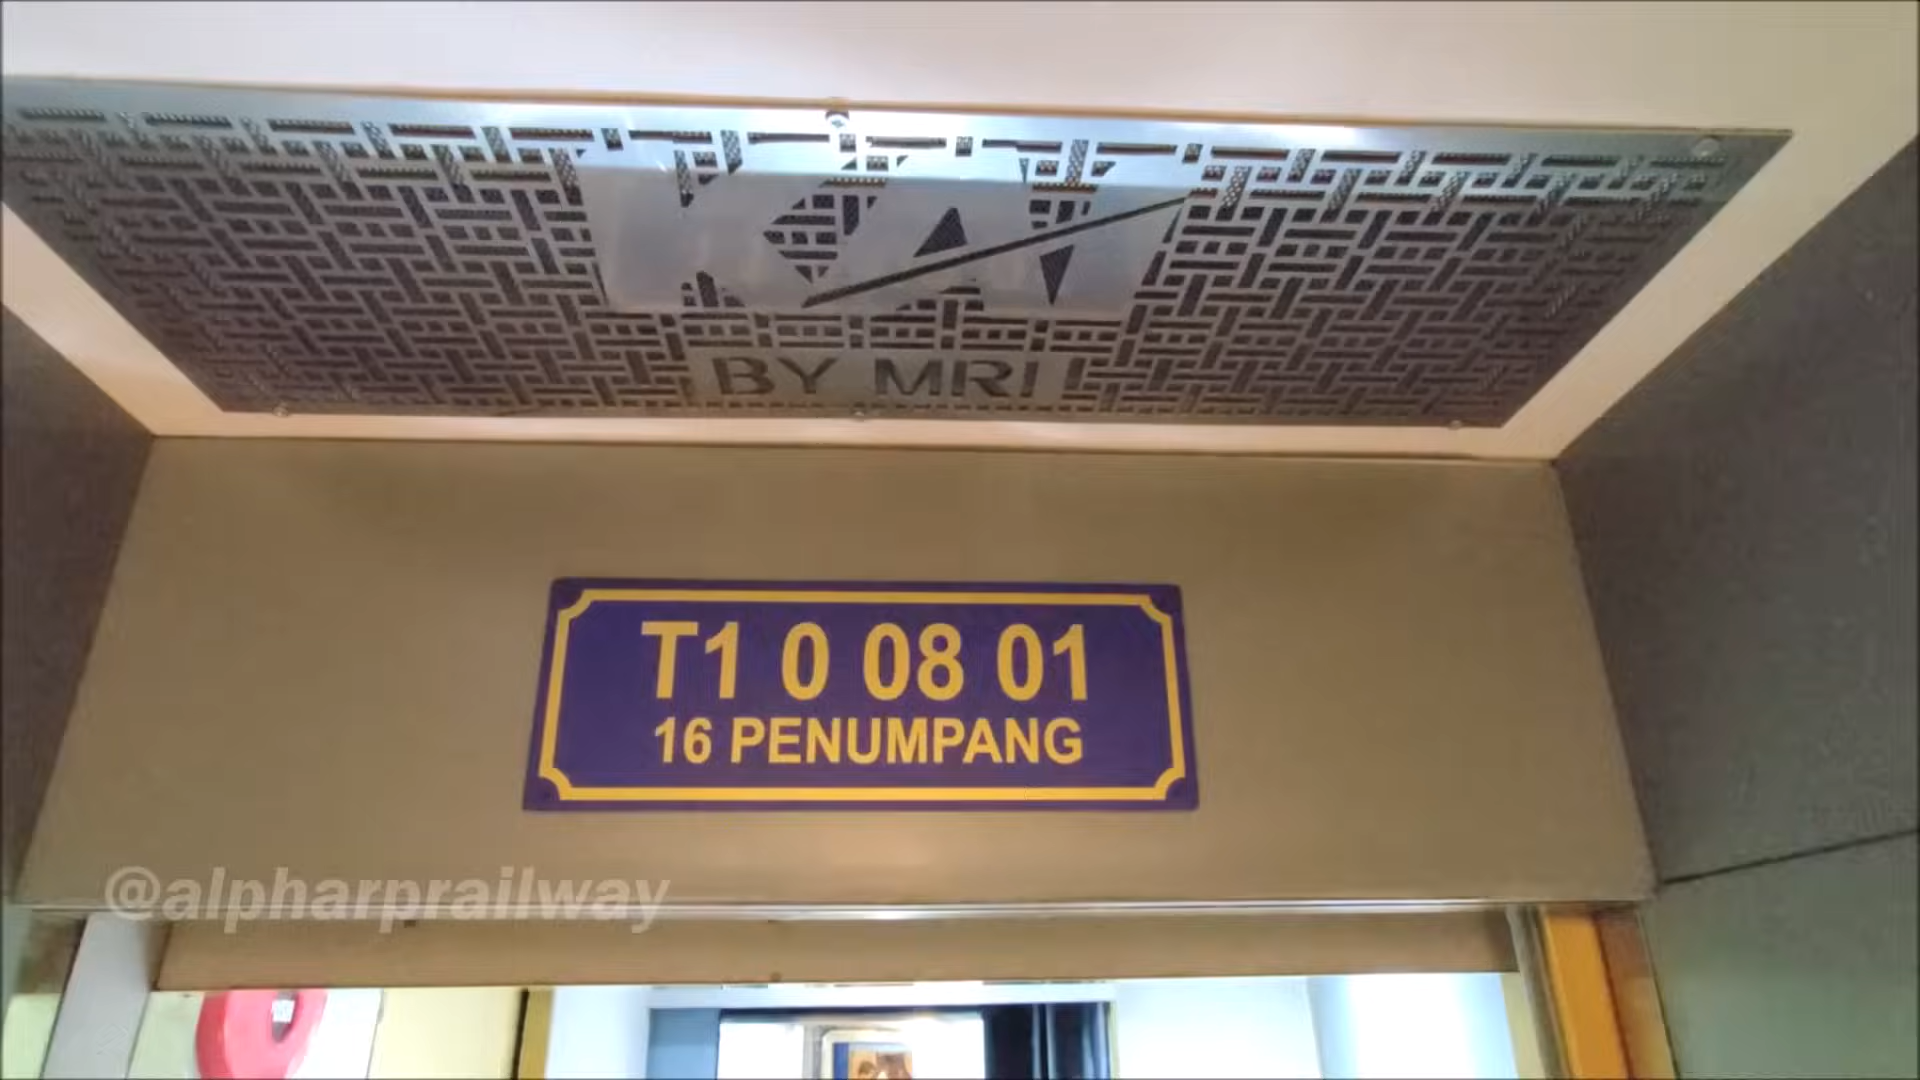 KAI
BY MRI
T1 0 08 01
16 PENUMPANG
@alpharprailway